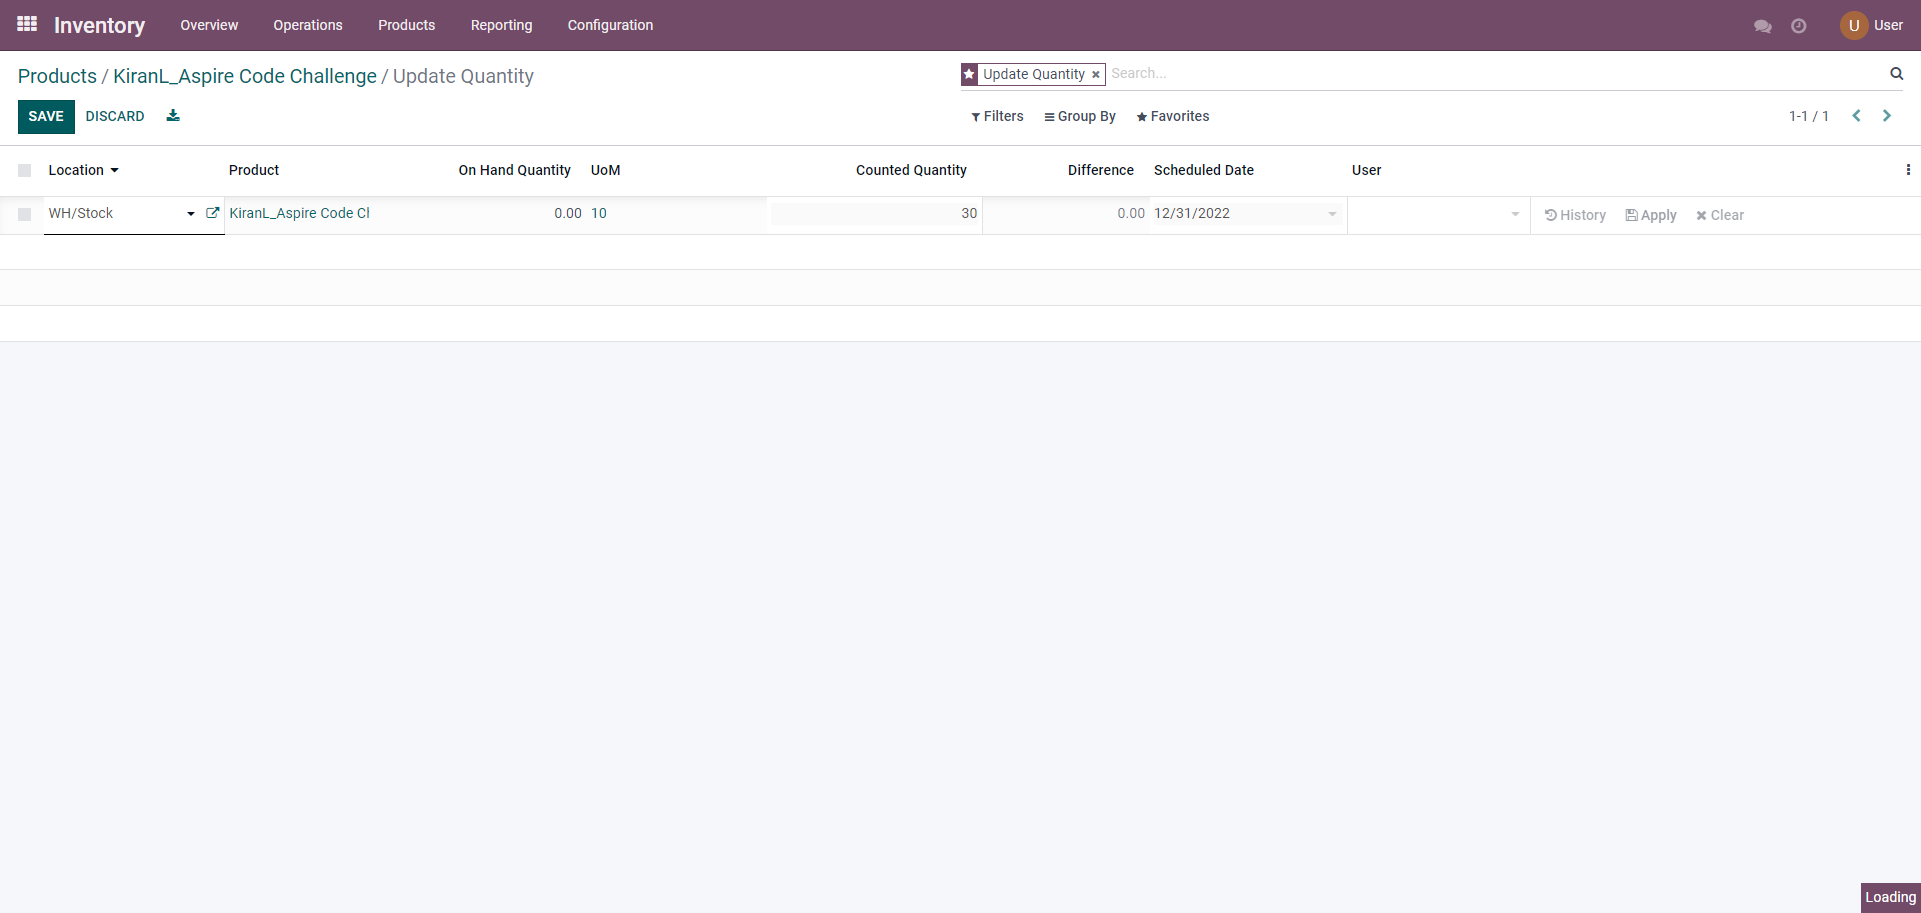 Inventory Overview Operations Products Reporting Configuration U User
Products / KiranL_Aspire Code Challenge / Update Quantity
Update Quantity × Search...
SAVE DISCARD Filters Group By Favorites 1-1 / 1
Location Product On Hand Quantity UoM Counted Quantity Difference Scheduled Date User
WH/Stock KiranL_Aspire Code Cl 0.00 10 30 0.00 12/31/2022 History Apply Clear
Loading